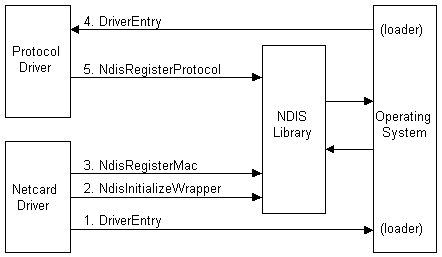 4. DriverEntry
(loader)
Protocol
Driver
5. NdisRegisterProtocol
NDIS
Library
Operating
System
3. NdisRegisterMac
2. NdisInitializeWrapper
Netcard
Driver
1. DriverEntry
(loader)